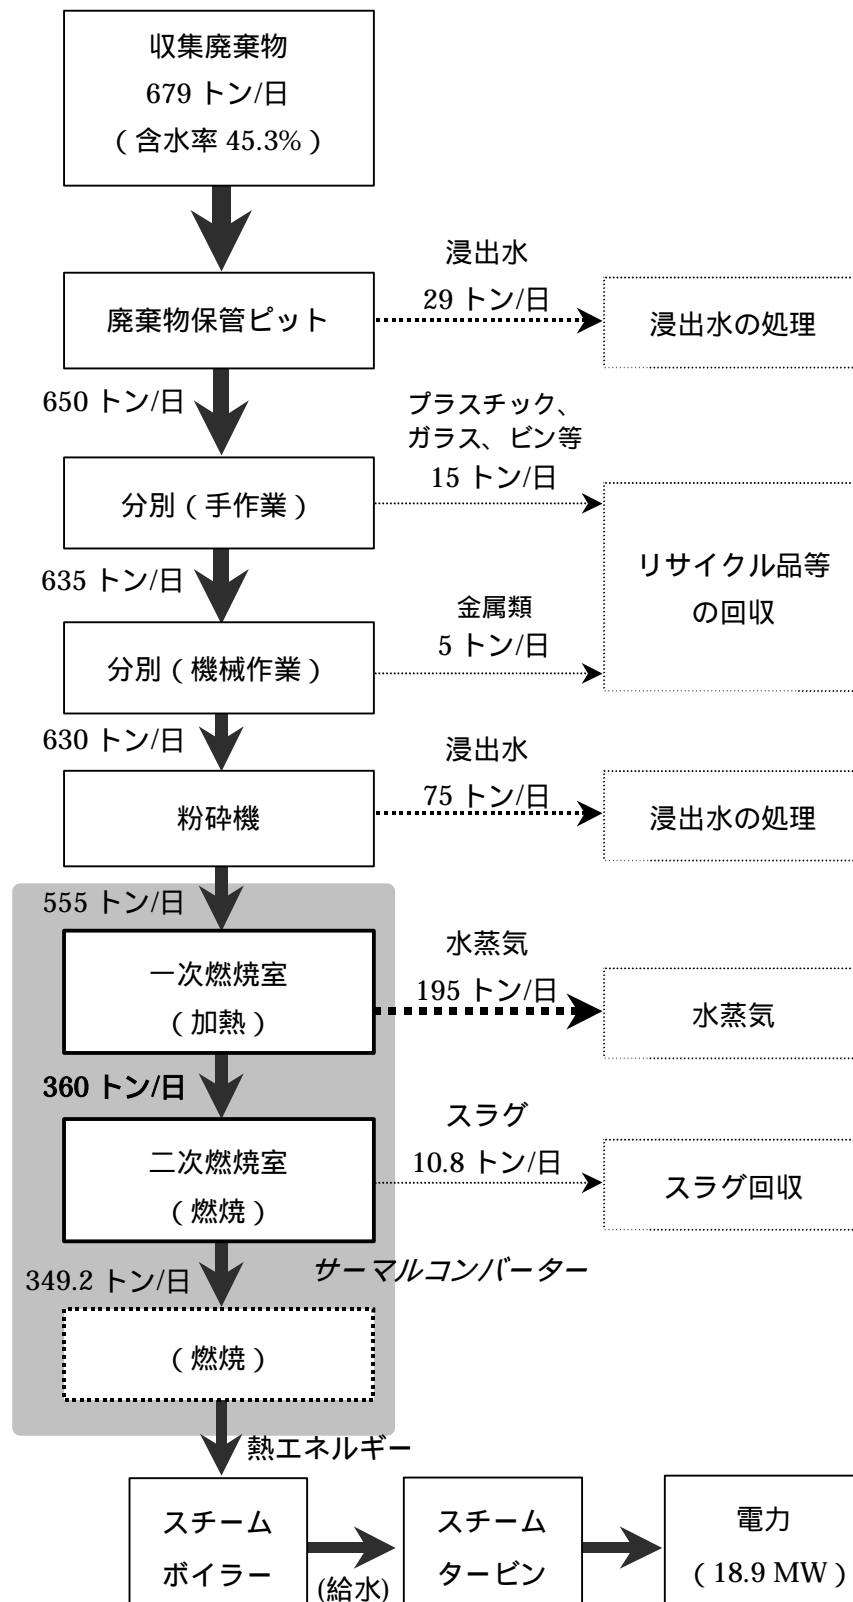 収集廃棄物
679 トン/日
（含水率 45.3%）
浸出水
29 トン/日
廃棄物保管ピット
浸出水の処理
650 トン/日
プラスチック、
ガラス、ビン等
15 トン/日
分別（手作業）
リサイクル品等
の回収
635 トン/日
金属類
5 トン/日
分別（機械作業）
630 トン/日
浸出水
75 トン/日
粉砕機
浸出水の処理
555 トン/日
水蒸気
195 トン/日
一次燃焼室
（加熱）
水蒸気
360 トン/日
スラグ
10.8 トン/日
二次燃焼室
（燃焼）
スラグ回収
349.2 トン/日
サーマルコンバーター
（燃焼）
熱エネルギー
スチーム
ボイラー
(給水)
スチーム
タービン
電力
（18.9 MW）